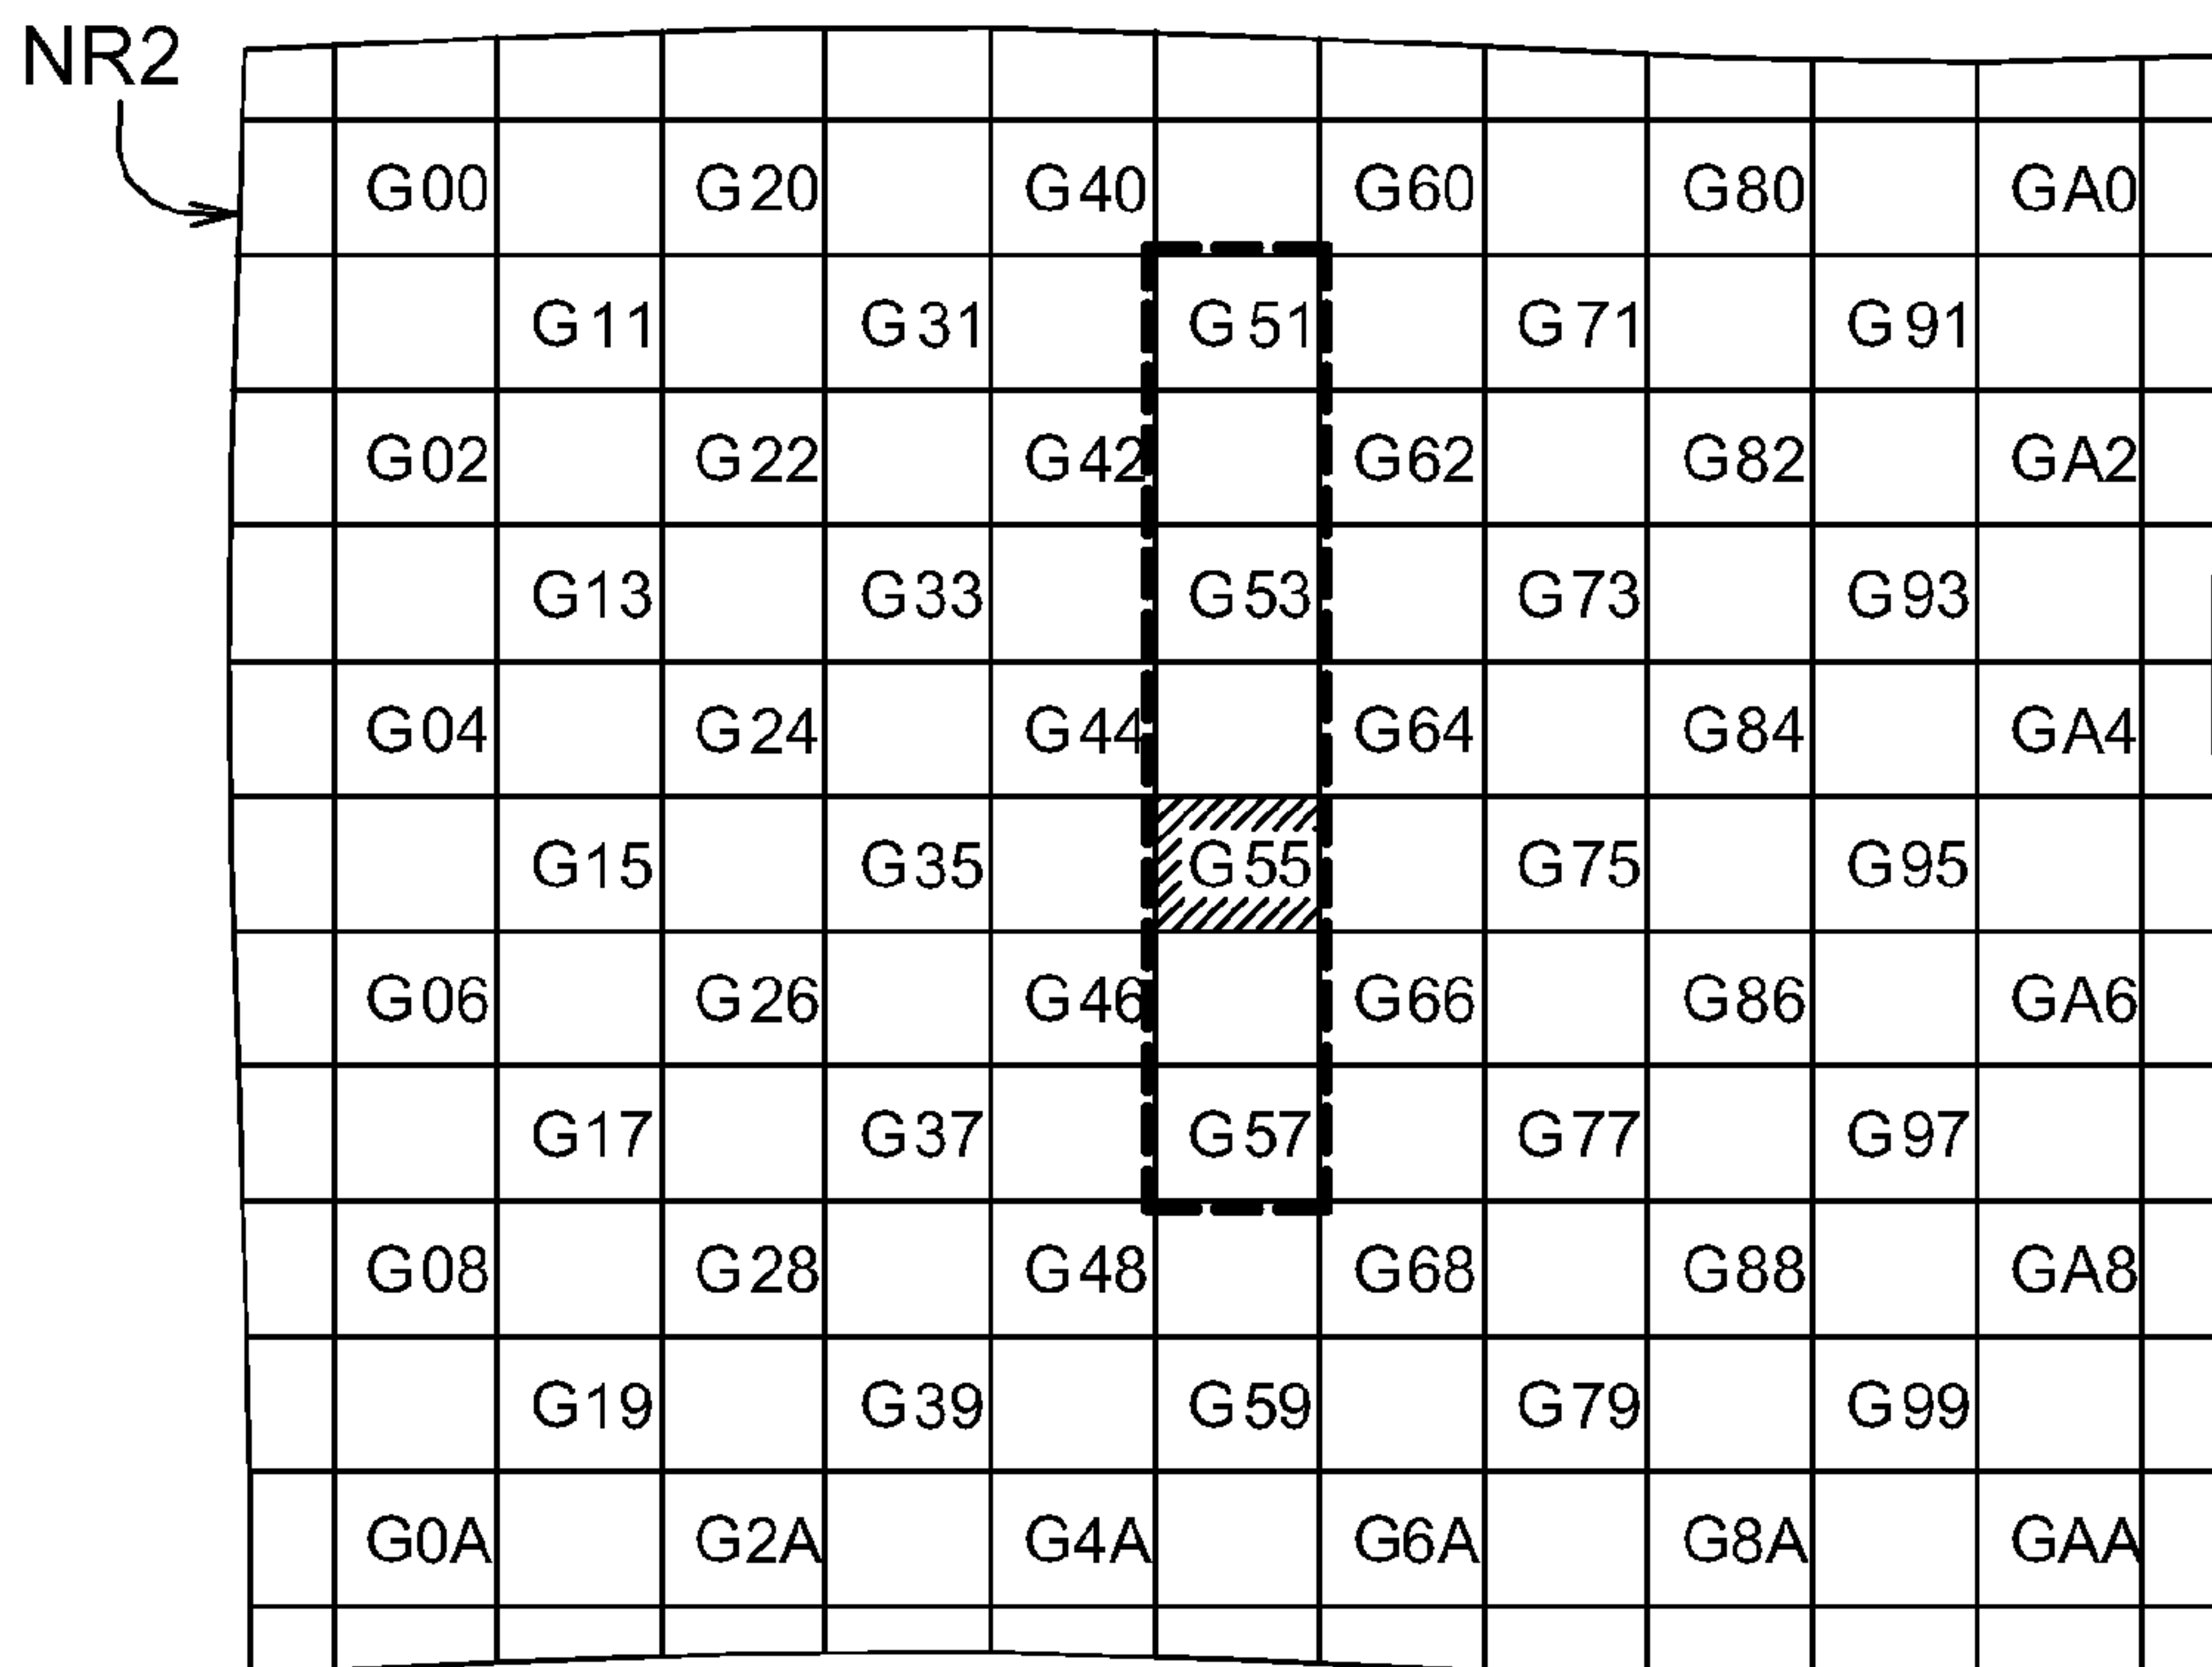 NR2
G00 G20 G40 G60 G80 GA0
G11 G31 G51 G71 G91
G02 G22 G42 G62 G82 GA2
G13 G33 G53 G73 G93
G04 G24 G44 G64 G84 GA4
G15 G35 G55 G75 G95
G06 G26 G46 G66 G86 GA6
G17 G37 G57 G77 G97
G08 G28 G48 G68 G88 GA8
G19 G39 G59 G79 G99
G0A G2A G4A G6A G8A GAA